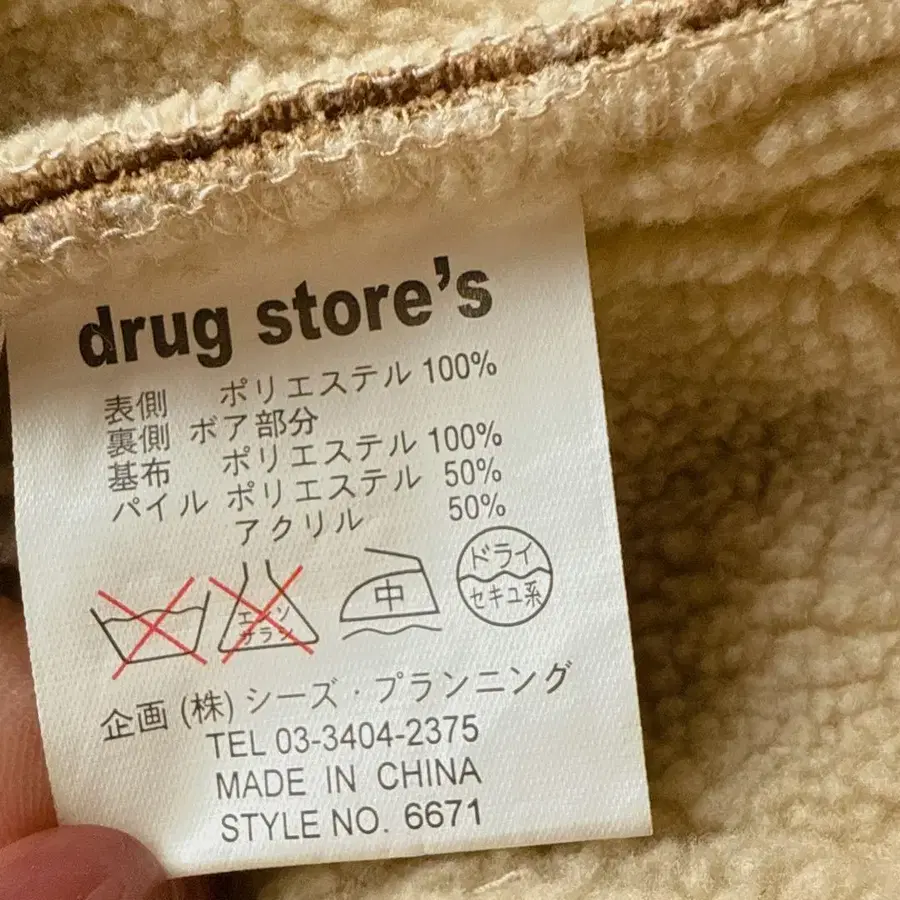 drug store's
表側 ポリエステル 100%
裏側 ボア部分
基布 ポリエステル 100%
パイル ポリエステル 50%
アクリル 50%
エンソ
サラシ
中
ドライ
セキユ系
企画 (株) シーズ・プランニング
TEL 03-3404-2375
MADE IN CHINA
STYLE NO. 6671